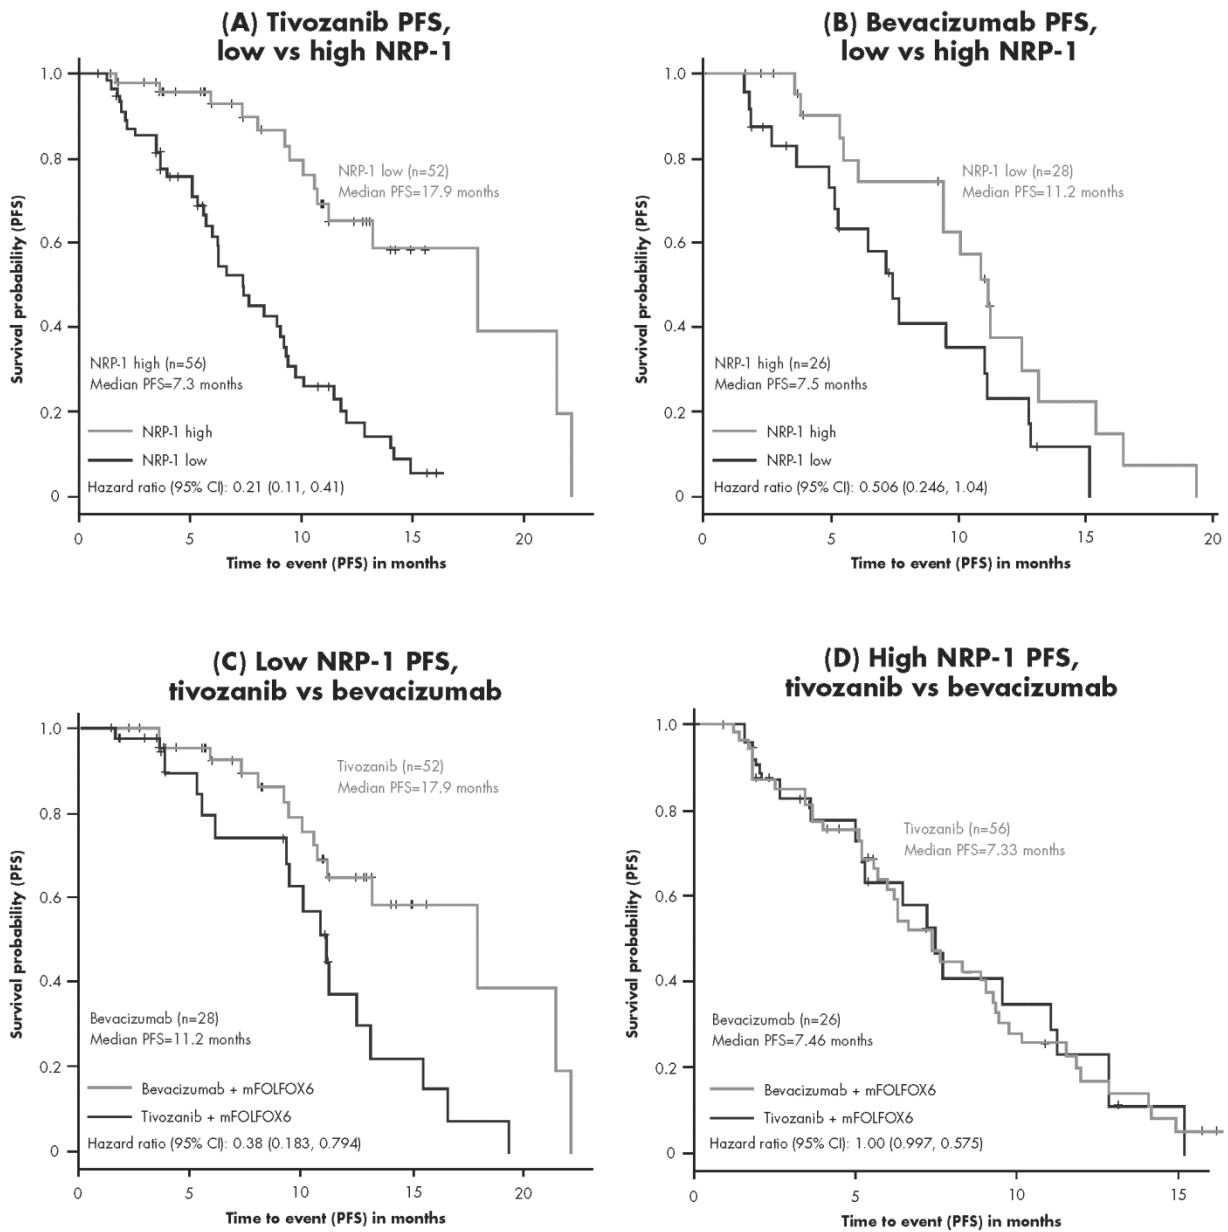 (A) Tivozanib PFS,
low vs high NRP-1
Survival probability (PFS)
1.0
0.8
0.6
0.4
0.2
0
NRP-1 low (n=52)
Median PFS=17.9 months
NRP-1 high (n=56)
Median PFS=7.3 months
NRP-1 high
NRP-1 low
Hazard ratio (95% CI): 0.21 (0.11, 0.41)
0 5 10 15 20
Time to event (PFS) in months
(B) Bevacizumab PFS,
low vs high NRP-1
Survival probability (PFS)
1.0
0.8
0.6
0.4
0.2
0
NRP-1 low (n=28)
Median PFS=11.2 months
NRP-1 high (n=26)
Median PFS=7.5 months
NRP-1 high
NRP-1 low
Hazard ratio (95% CI): 0.506 (0.246, 1.04)
0 5 10 15 20
Time to event (PFS) in months
(C) Low NRP-1 PFS,
tivozanib vs bevacizumab
Survival probability (PFS)
1.0
0.8
0.6
0.4
0.2
0
Tivozanib (n=52)
Median PFS=17.9 months
Bevacizumab (n=28)
Median PFS=11.2 months
Bevacizumab + mFOLFOX6
Tivozanib + mFOLFOX6
Hazard ratio (95% CI): 0.38 (0.183, 0.794)
0 5 10 15 20
Time to event (PFS) in months
(D) High NRP-1 PFS,
tivozanib vs bevacizumab
Survival probability (PFS)
1.0
0.8
0.6
0.4
0.2
0
Tivozanib (n=56)
Median PFS=7.33 months
Bevacizumab (n=26)
Median PFS=7.46 months
Bevacizumab + mFOLFOX6
Tivozanib + mFOLFOX6
Hazard ratio (95% CI): 1.00 (0.997, 0.575)
0 5 10 15
Time to event (PFS) in months